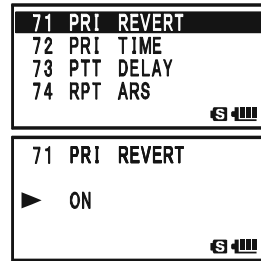 71 PRI REVERT
72 PRI TIME
73 PTT DELAY
74 RPT ARS
S
71 PRI REVERT
ON
S